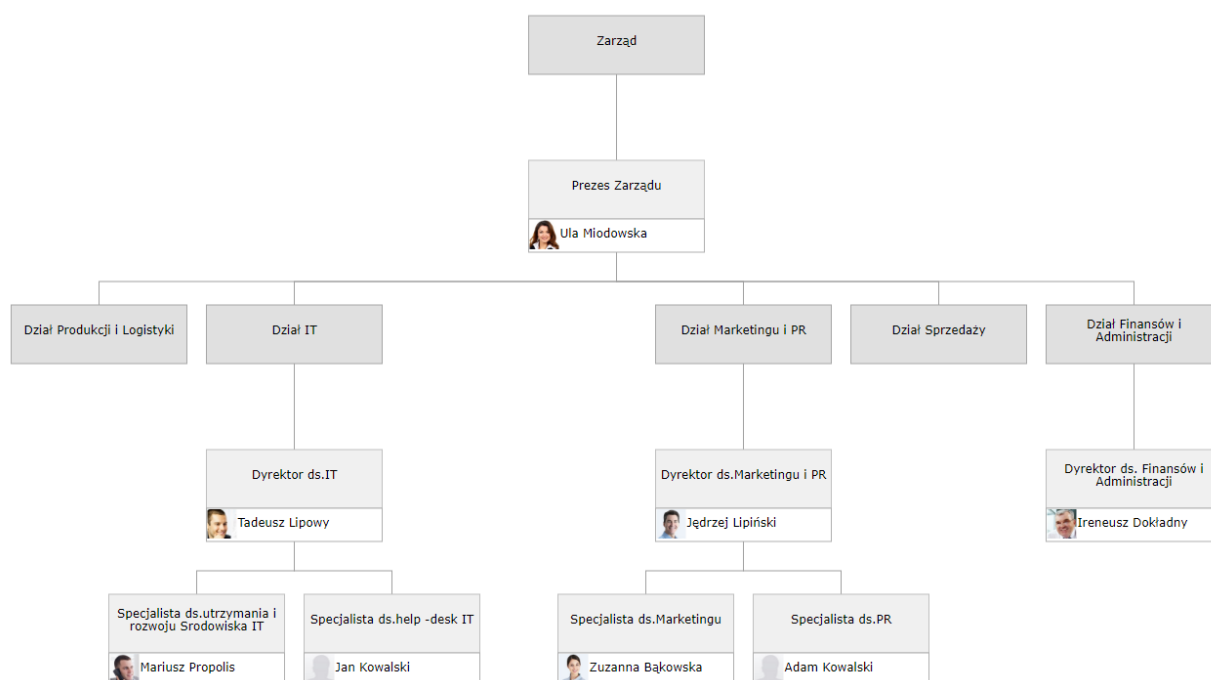 Zarząd
Prezes Zarządu
Ula Miodowska
Dział Produkcji i Logistyki
Dział IT
Dział Marketingu i PR
Dział Sprzedaży
Dział Finansów i
Administracji
Dyrektor ds.IT
Tadeusz Lipowy
Dyrektor ds.Marketingu i PR
Jędrzej Lipiński
Dyrektor ds. Finansów i
Administracji
Ireneusz Dokładny
Specjalista ds.utrzymania i
rozwoju Srodowiska IT
Mariusz Propolis
Specjalista ds.help -desk IT
Jan Kowalski
Specjalista ds.Marketingu
Zuzanna Bąkowska
Specjalista ds.PR
Adam Kowalski